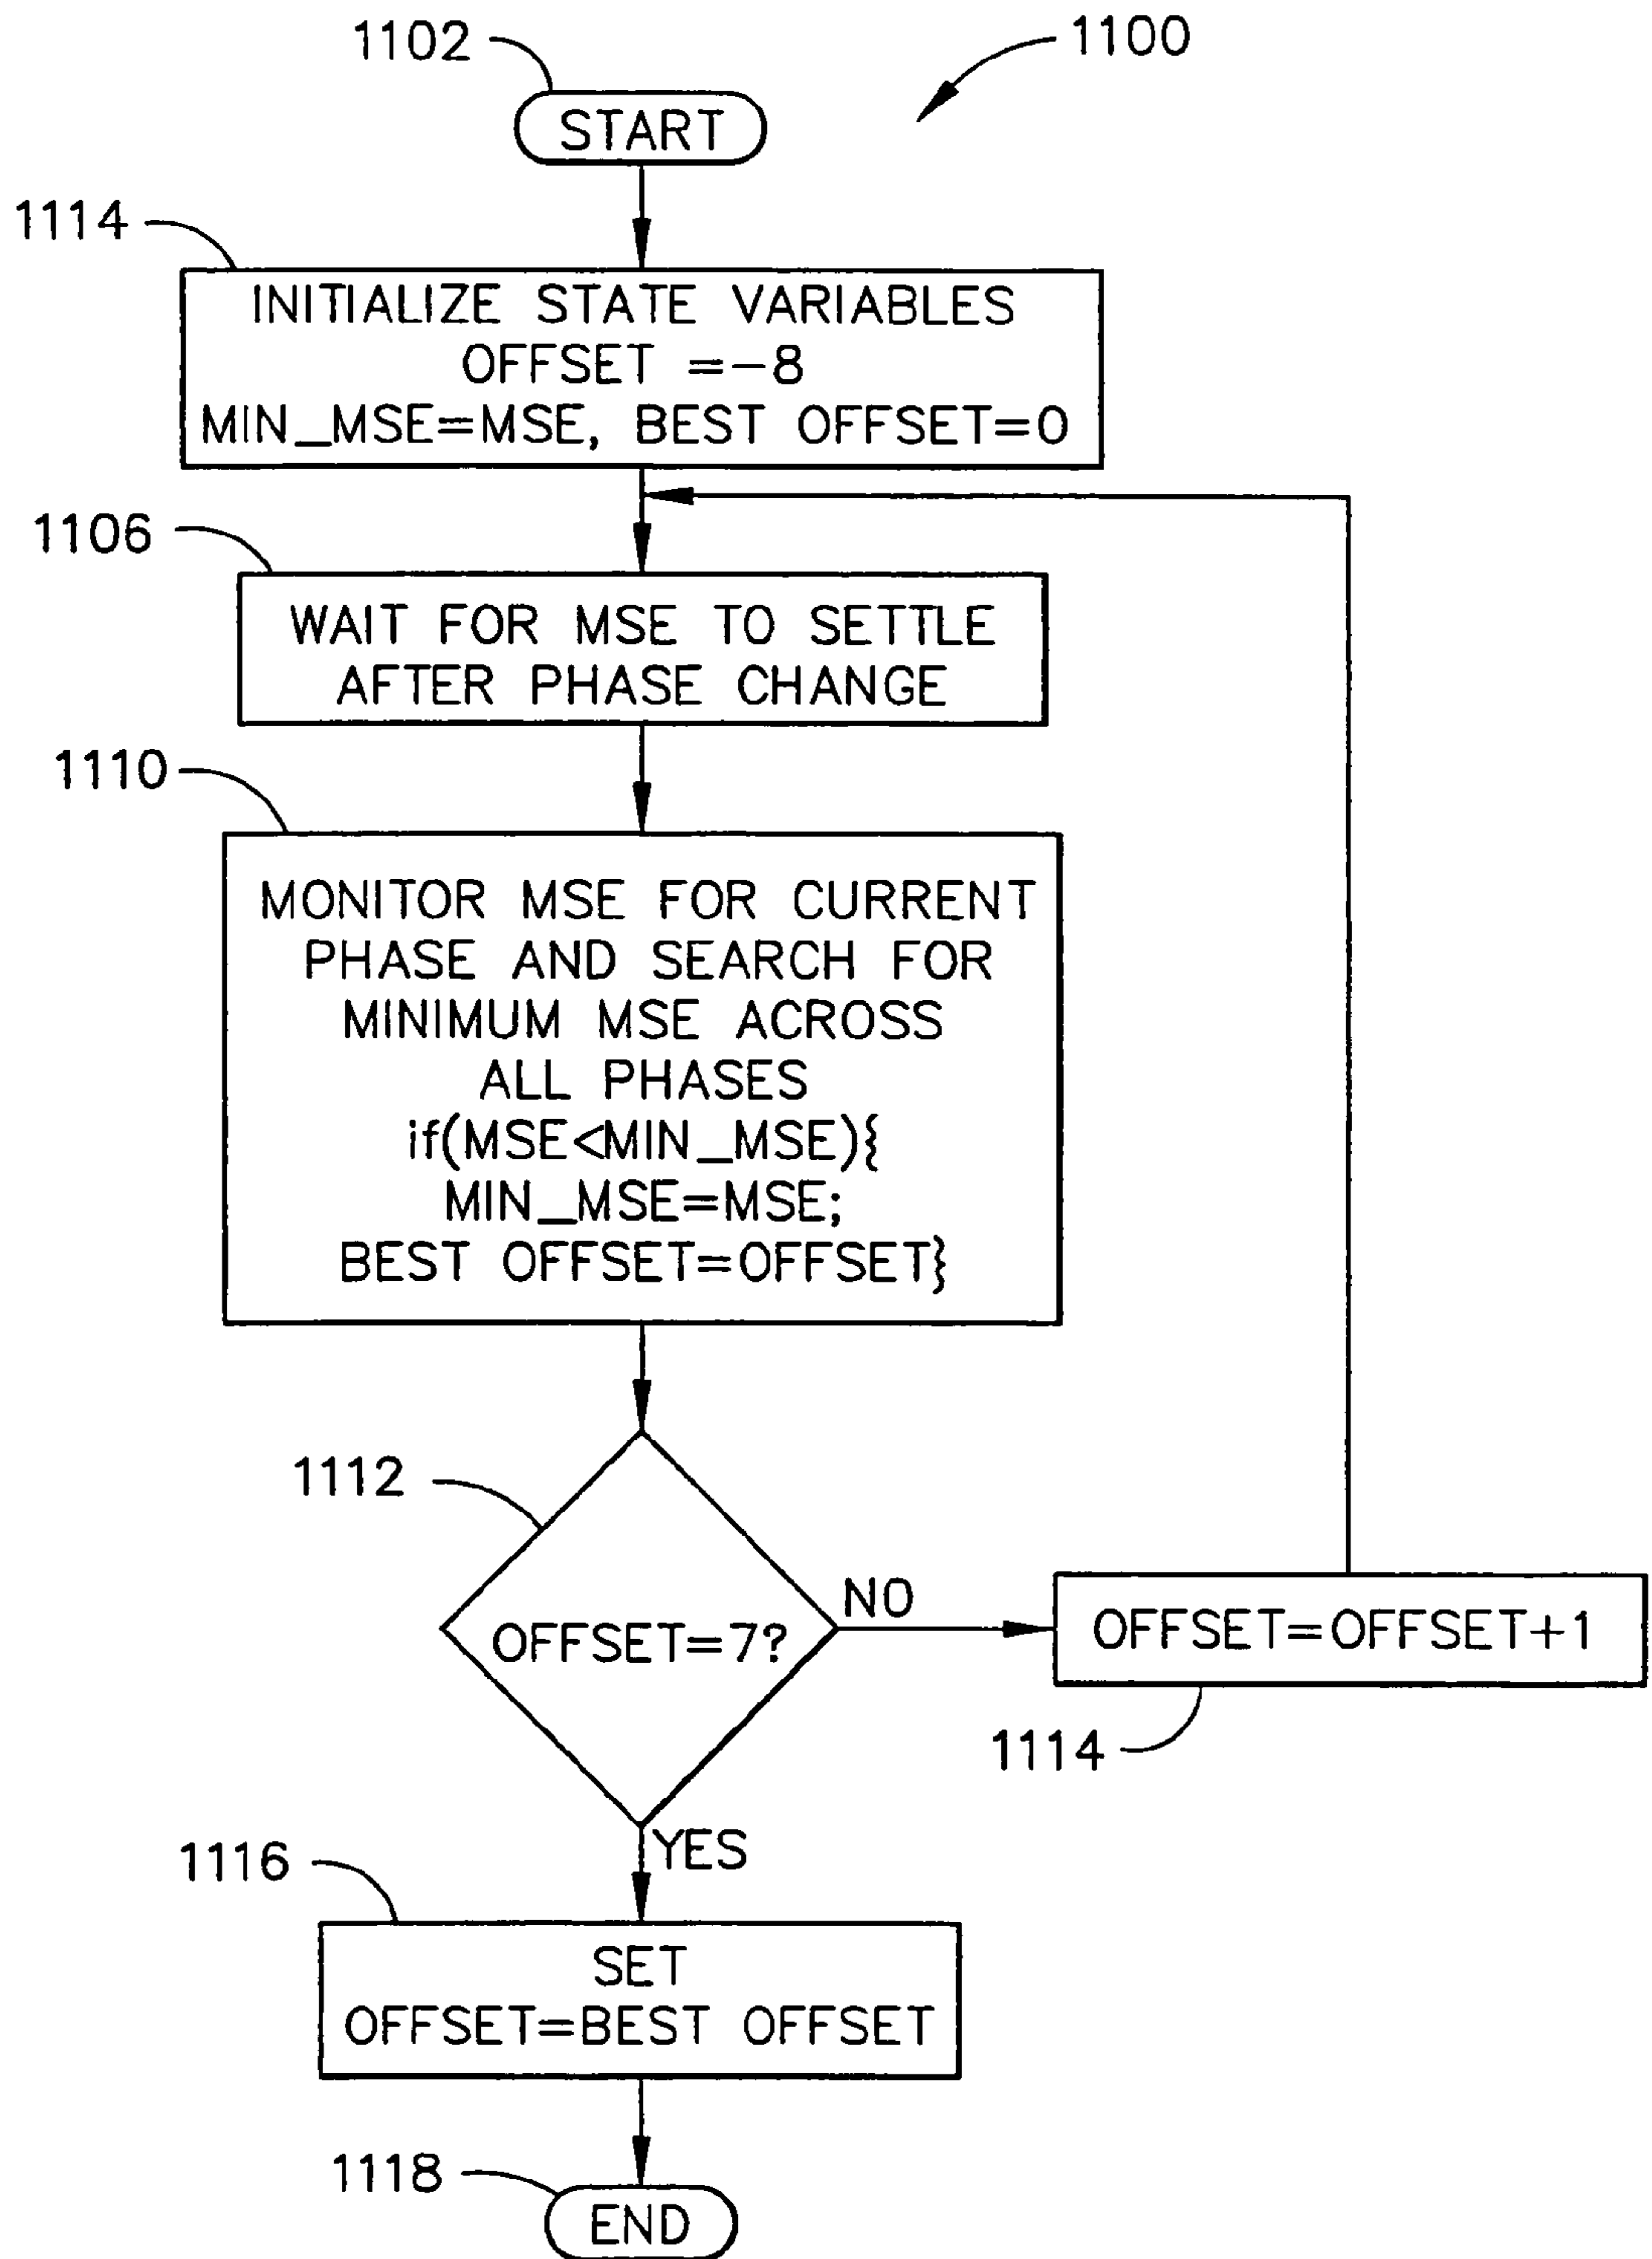 1102
1100
START
1114
INITIALIZE STATE VARIABLES
OFFSET =-8
MIN_MSE=MSE, BEST OFFSET=0
1106
WAIT FOR MSE TO SETTLE
AFTER PHASE CHANGE
1110
MONITOR MSE FOR CURRENT
PHASE AND SEARCH FOR
MINIMUM MSE ACROSS
ALL PHASES
if(MSE<MIN_MSE){
MIN_MSE=MSE;
BEST OFFSET=OFFSET}
1112
OFFSET=7?
NO
OFFSET=OFFSET+1
1114
YES
1116
SET
OFFSET=BEST OFFSET
1118
END